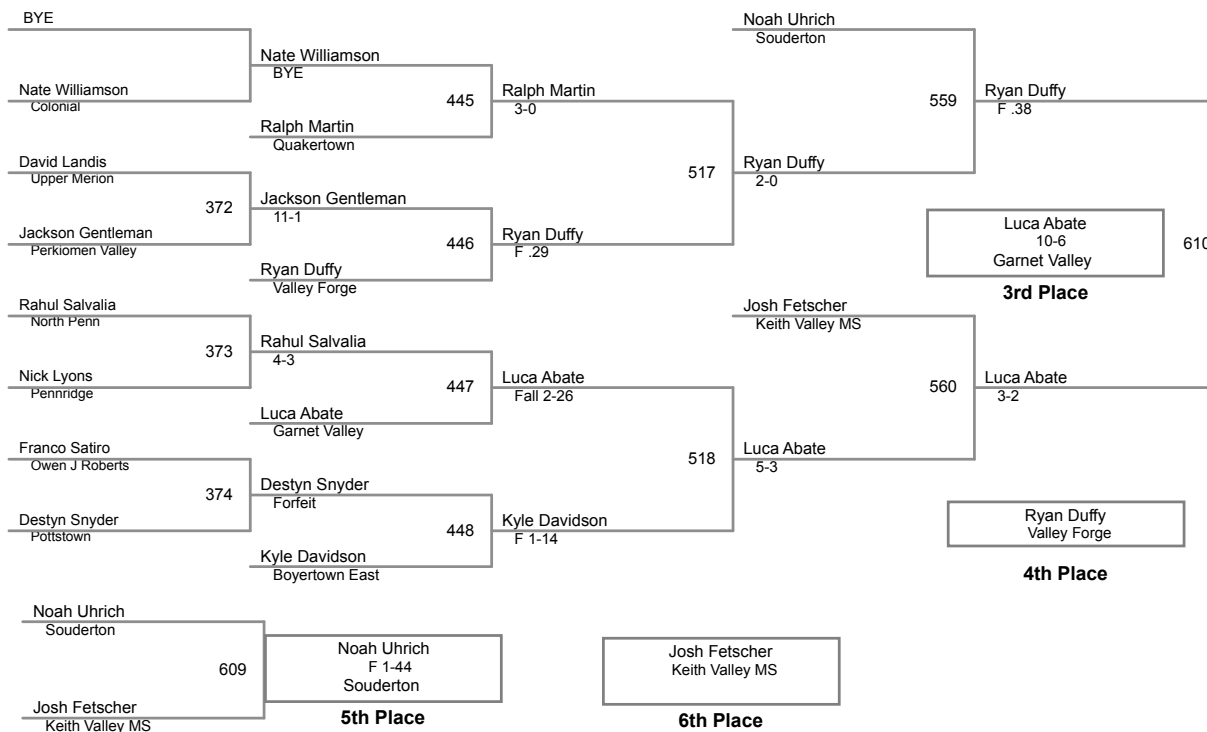 BYE
Nate Williamson
Colonial
David Landis
Upper Merion
Jackson Gentleman
Perkiomen Valley
Rahul Salvalia
North Penn
Nick Lyons
Pennridge
Franco Satiro
Owen J Roberts
Destyn Snyder
Pottstown
372
373
374
Nate Williamson
BYE
Ralph Martin
Quakertown
Jackson Gentleman
11-1
Ryan Duffy
Valley Forge
Rahul Salvalia
4-3
Luca Abate
Garnet Valley
Destyn Snyder
Forfeit
Kyle Davidson
Boyertown East
445
446
447
448
Ralph Martin
3-0
Ryan Duffy
F .29
Luca Abate
Fall 2-26
Kyle Davidson
F 1-14
517
518
Noah Uhrich
Souderton
Ryan Duffy
2-0
Josh Fetscher
Keith Valley MS
Luca Abate
5-3
559
560
Ryan Duffy
F .38
Luca Abate
3-2
Luca Abate
10-6
Garnet Valley
610
3rd Place
Ryan Duffy
Valley Forge
4th Place
Noah Uhrich
Souderton
609
Josh Fetscher
Keith Valley MS
Noah Uhrich
F 1-44
Souderton
5th Place
Josh Fetscher
Keith Valley MS
6th Place